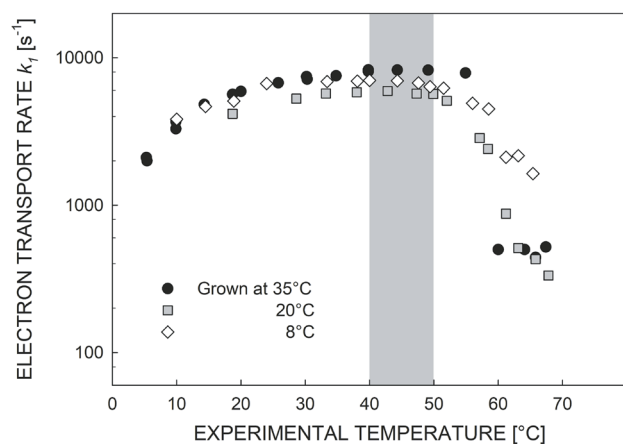 ELECTRON TRANSPORT RATE k1 [s-1]
10000
1000
100
Grown at 35°C
20°C
8°C
0 10 20 30 40 50 60 70
EXPERIMENTAL TEMPERATURE [°C]